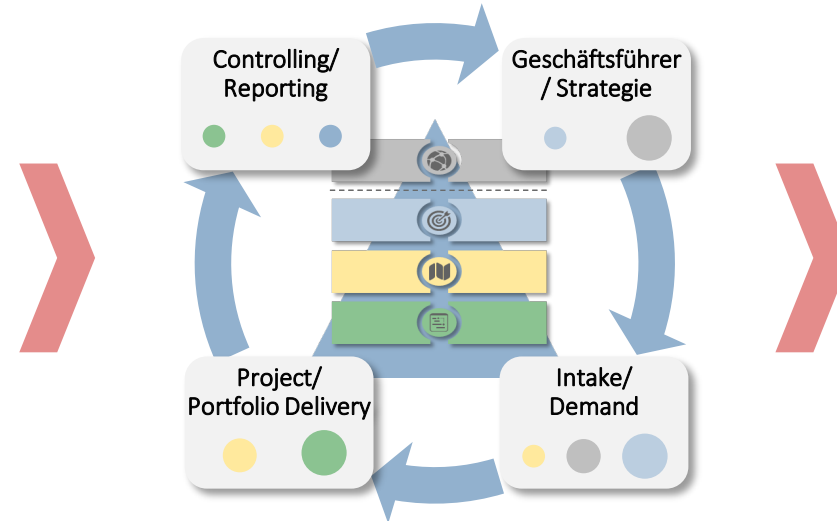 Controlling/
Reporting
Geschäftsführer
/ Strategie
Project/
Portfolio Delivery
Intake/
Demand